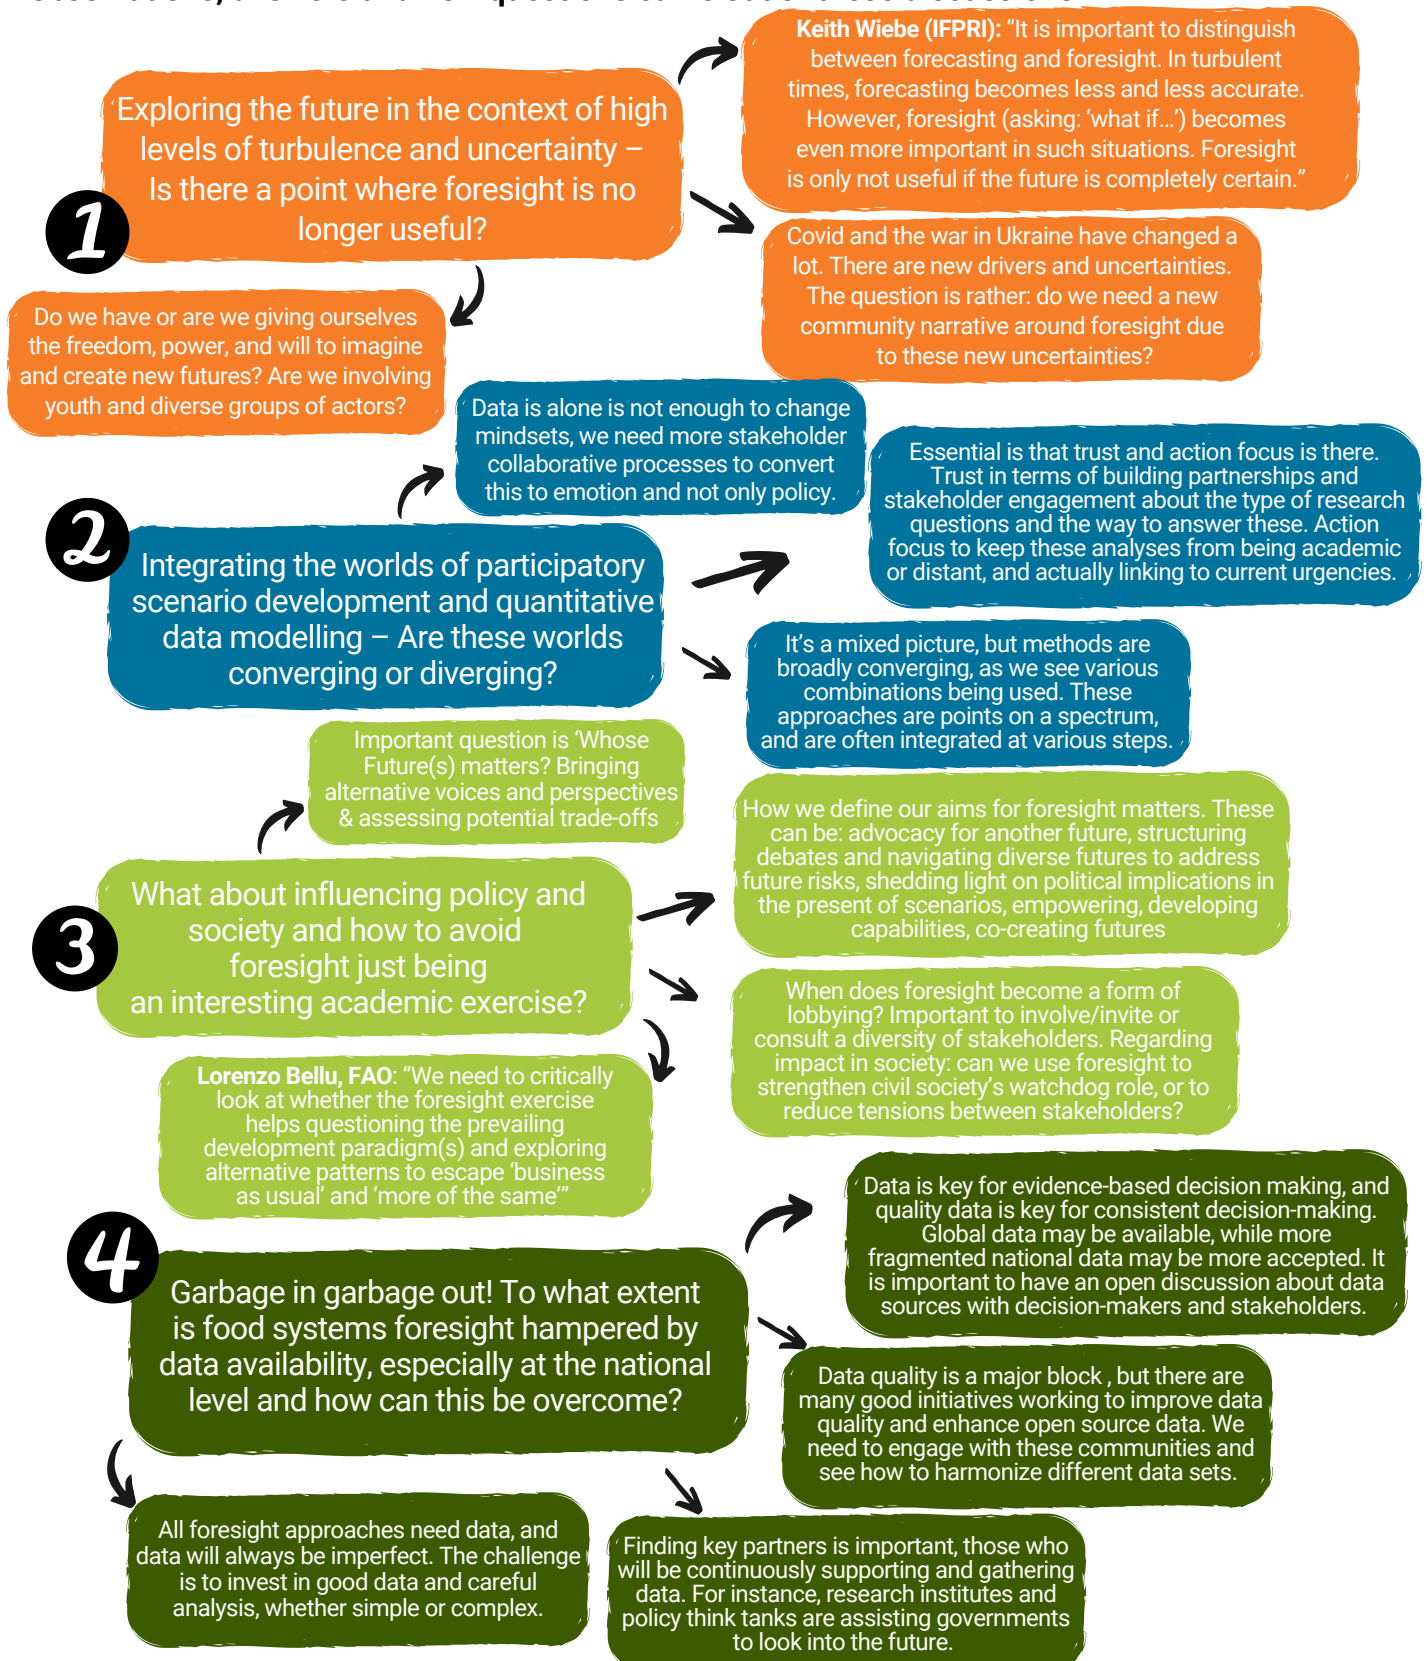 1
Exploring the future in the context of high
levels of turbulence and uncertainty –
Is there a point where foresight is no
longer useful?
Keith Wiebe (IFPRI): “It is important to distinguish
between forecasting and foresight. In turbulent
times, forecasting becomes less and less accurate.
However, foresight (asking: ‘what if…’) becomes
even more important in such situations. Foresight
is only not useful if the future is completely certain.”
Covid and the war in Ukraine have changed a
lot. There are new drivers and uncertainties.
The question is rather: do we need a new
community narrative around foresight due
to these new uncertainties?
Do we have or are we giving ourselves
the freedom, power, and will to imagine
and create new futures? Are we involving
youth and diverse groups of actors?
2
Integrating the worlds of participatory
scenario development and quantitative
data modelling – Are these worlds
converging or diverging?
Data is alone is not enough to change
mindsets, we need more stakeholder
collaborative processes to convert
this to emotion and not only policy.
Essential is that trust and action focus is there.
Trust in terms of building partnerships and
stakeholder engagement about the type of research
questions and the way to answer these. Action
focus to keep these analyses from being academic
or distant, and actually linking to current urgencies.
It’s a mixed picture, but methods are
broadly converging, as we see various
combinations being used. These
approaches are points on a spectrum,
and are often integrated at various steps.
3
What about influencing policy and
society and how to avoid
foresight just being
an interesting academic exercise?
Important question is ‘Whose
Future(s) matters? Bringing
alternative voices and perspectives
& assessing potential trade-offs
How we define our aims for foresight matters. These
can be: advocacy for another future, structuring
debates and navigating diverse futures to address
future risks, shedding light on political implications in
the present of scenarios, empowering, developing
capabilities, co-creating futures
When does foresight become a form of
lobbying? Important to involve/invite or
consult a diversity of stakeholders. Regarding
impact in society: can we use foresight to
strengthen civil society’s watchdog role, or to
reduce tensions between stakeholders?
Lorenzo Bellu, FAO: “We need to critically
look at whether the foresight exercise
helps questioning the prevailing
development paradigm(s) and exploring
alternative patterns to escape ‘business
as usual’ and ‘more of the same’”
4
Garbage in garbage out! To what extent
is food systems foresight hampered by
data availability, especially at the national
level and how can this be overcome?
Data is key for evidence-based decision making, and
quality data is key for consistent decision-making.
Global data may be available, while more
fragmented national data may be more accepted. It
is important to have an open discussion about data
sources with decision-makers and stakeholders.
Data quality is a major block , but there are
many good initiatives working to improve data
quality and enhance open source data. We
need to engage with these communities and
see how to harmonize different data sets.
All foresight approaches need data, and
data will always be imperfect. The challenge
is to invest in good data and careful
analysis, whether simple or complex.
Finding key partners is important, those who
will be continuously supporting and gathering
data. For instance, research institutes and
policy think tanks are assisting governments
to look into the future.